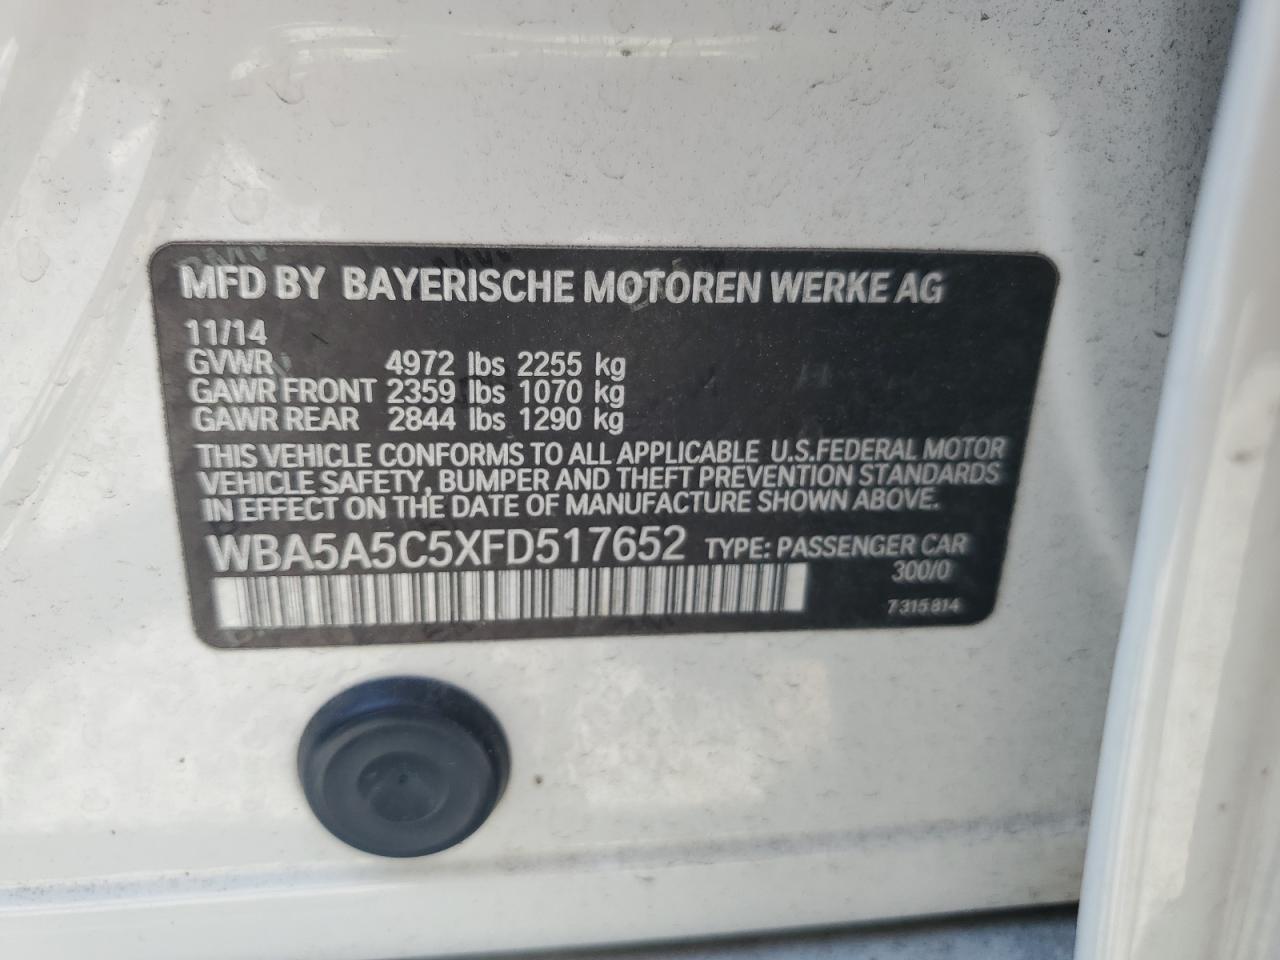 MFD BY BAYERISCHE MOTOREN WERKE AG
11/14
GVWR 4972 lbs 2255 kg
GAWR FRONT 2359 lbs 1070 kg
GAWR REAR 2844 lbs 1290 kg
THIS VEHICLE CONFORMS TO ALL APPLICABLE U.S.FEDERAL MOTOR
VEHICLE SAFETY, BUMPER AND THEFT PREVENTION STANDARDS
IN EFFECT ON THE DATE OF MANUFACTURE SHOWN ABOVE.
WBA5A5C5XFD517652 TYPE: PASSENGER CAR
300/0
7315814